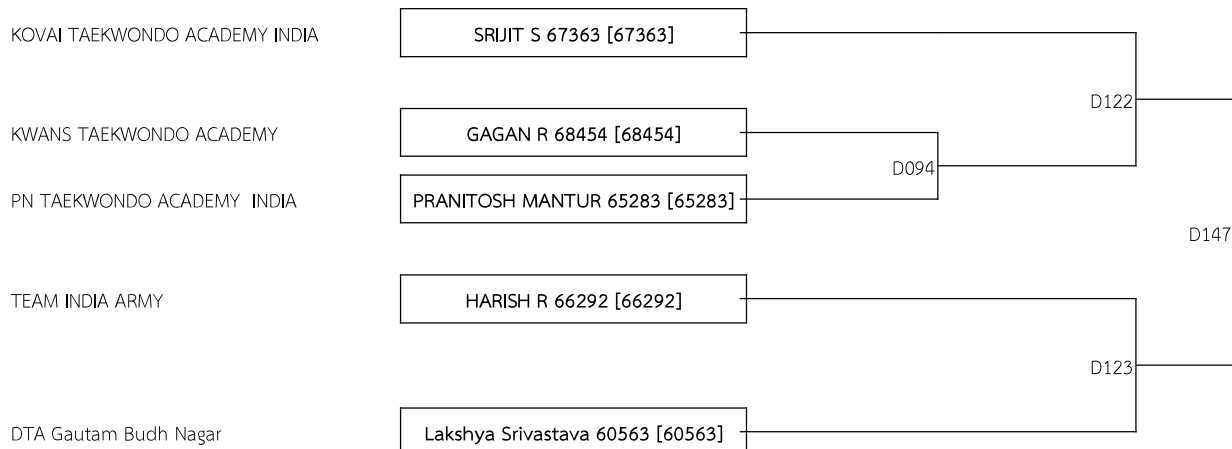 KOVAI TAEKWONDO ACADEMY INDIA SRIJIT S 67363 [67363]
D122
KWANS TAEKWONDO ACADEMY GAGAN R 68454 [68454]
D094
PN TAEKWONDO ACADEMY  INDIA PRANITOSH MANTUR 65283 [65283]
D147
TEAM INDIA ARMY HARISH R 66292 [66292]
D123
DTA Gautam Budh Nagar Lakshya Srivastava 60563 [60563]